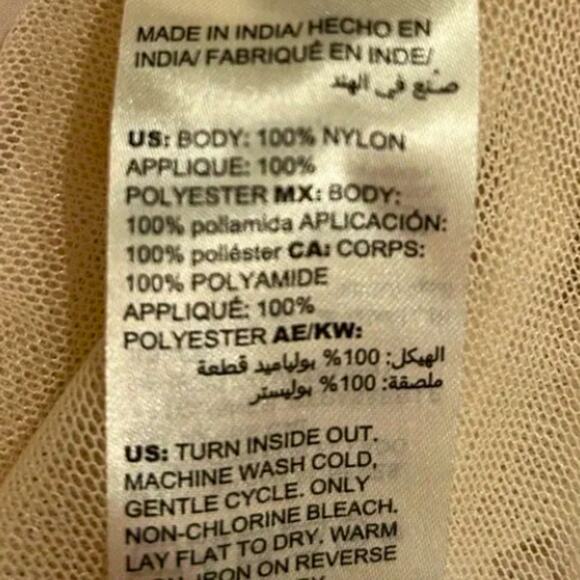 MADE IN INDIA/ HECHO EN
INDIA/ FABRIQUÉ EN INDE/
صنع في الهند
US: BODY: 100% NYLON
APPLIQUE: 100%
POLYESTER MX: BODY:
100% poliamida APLICACIÓN:
100% poliéster CA: CORPS:
100% POLYAMIDE
APPLIQUÉ: 100%
POLYESTER AE/KW:
الهيكل: 100% بولياميد قطعة
ملصقة: 100% بوليستر
US: TURN INSIDE OUT.
MACHINE WASH COLD,
GENTLE CYCLE. ONLY
NON-CHLORINE BLEACH.
LAY FLAT TO DRY. WARM
IRON ON REVERSE